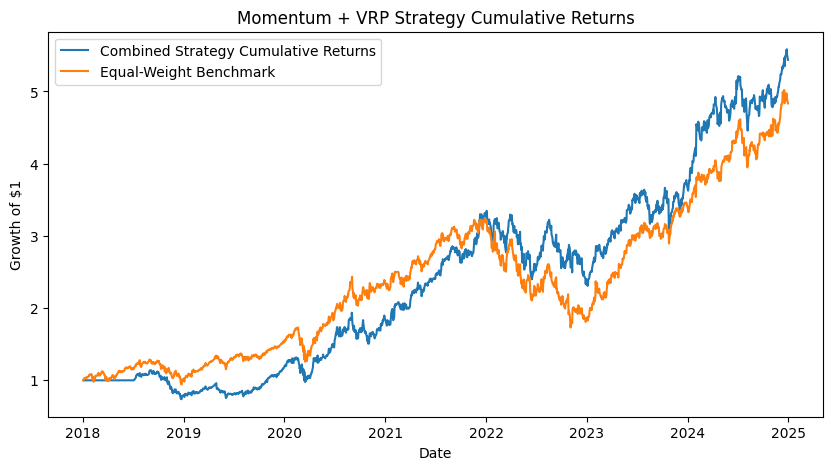 Momentum + VRP Strategy Cumulative Returns
Combined Strategy Cumulative Returns
Equal-Weight Benchmark
Growth of $1
5
4
3
2
1
2018 2019 2020 2021 2022 2023 2024 2025
Date